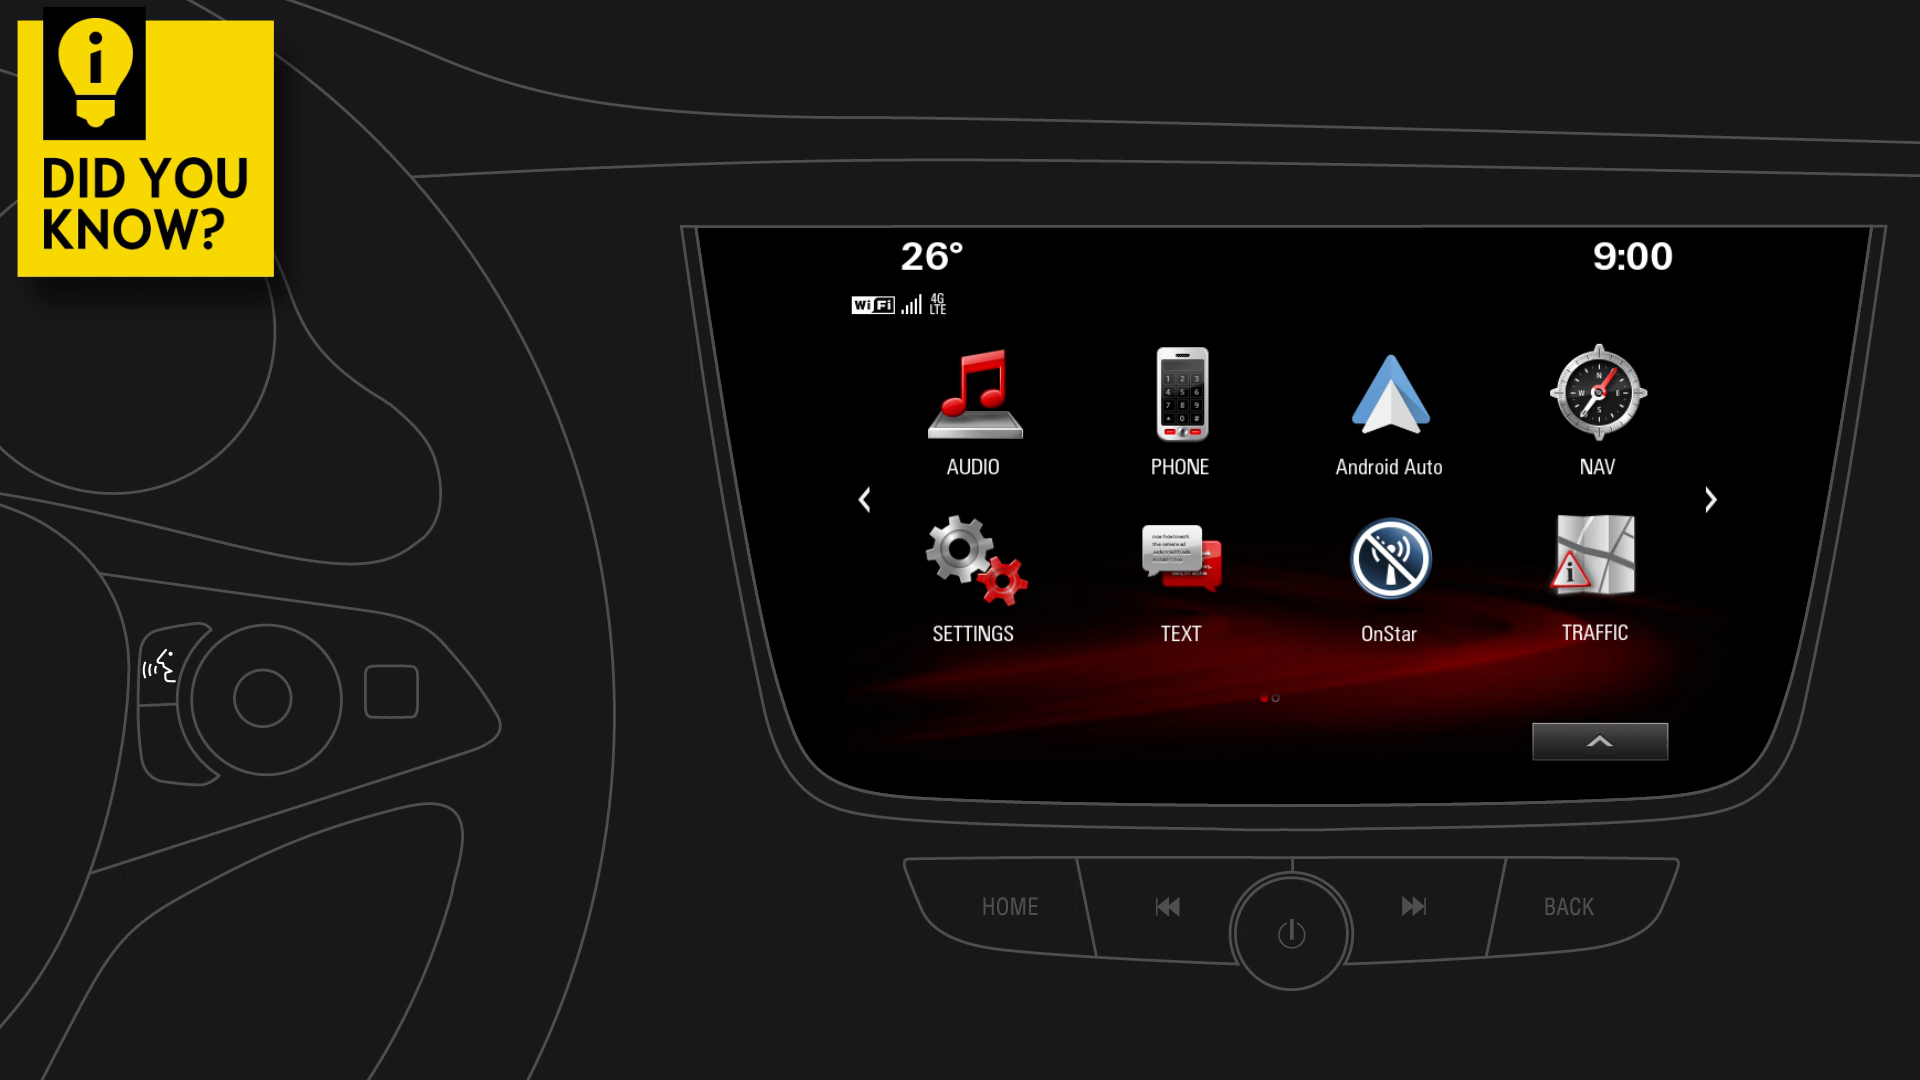 i
DID YOU
KNOW?
26°
9:00
Wi Fi
4G
LTE
AUDIO
PHONE
Android Auto
NAV
SETTINGS
TEXT
OnStar
TRAFFIC
HOME
BACK